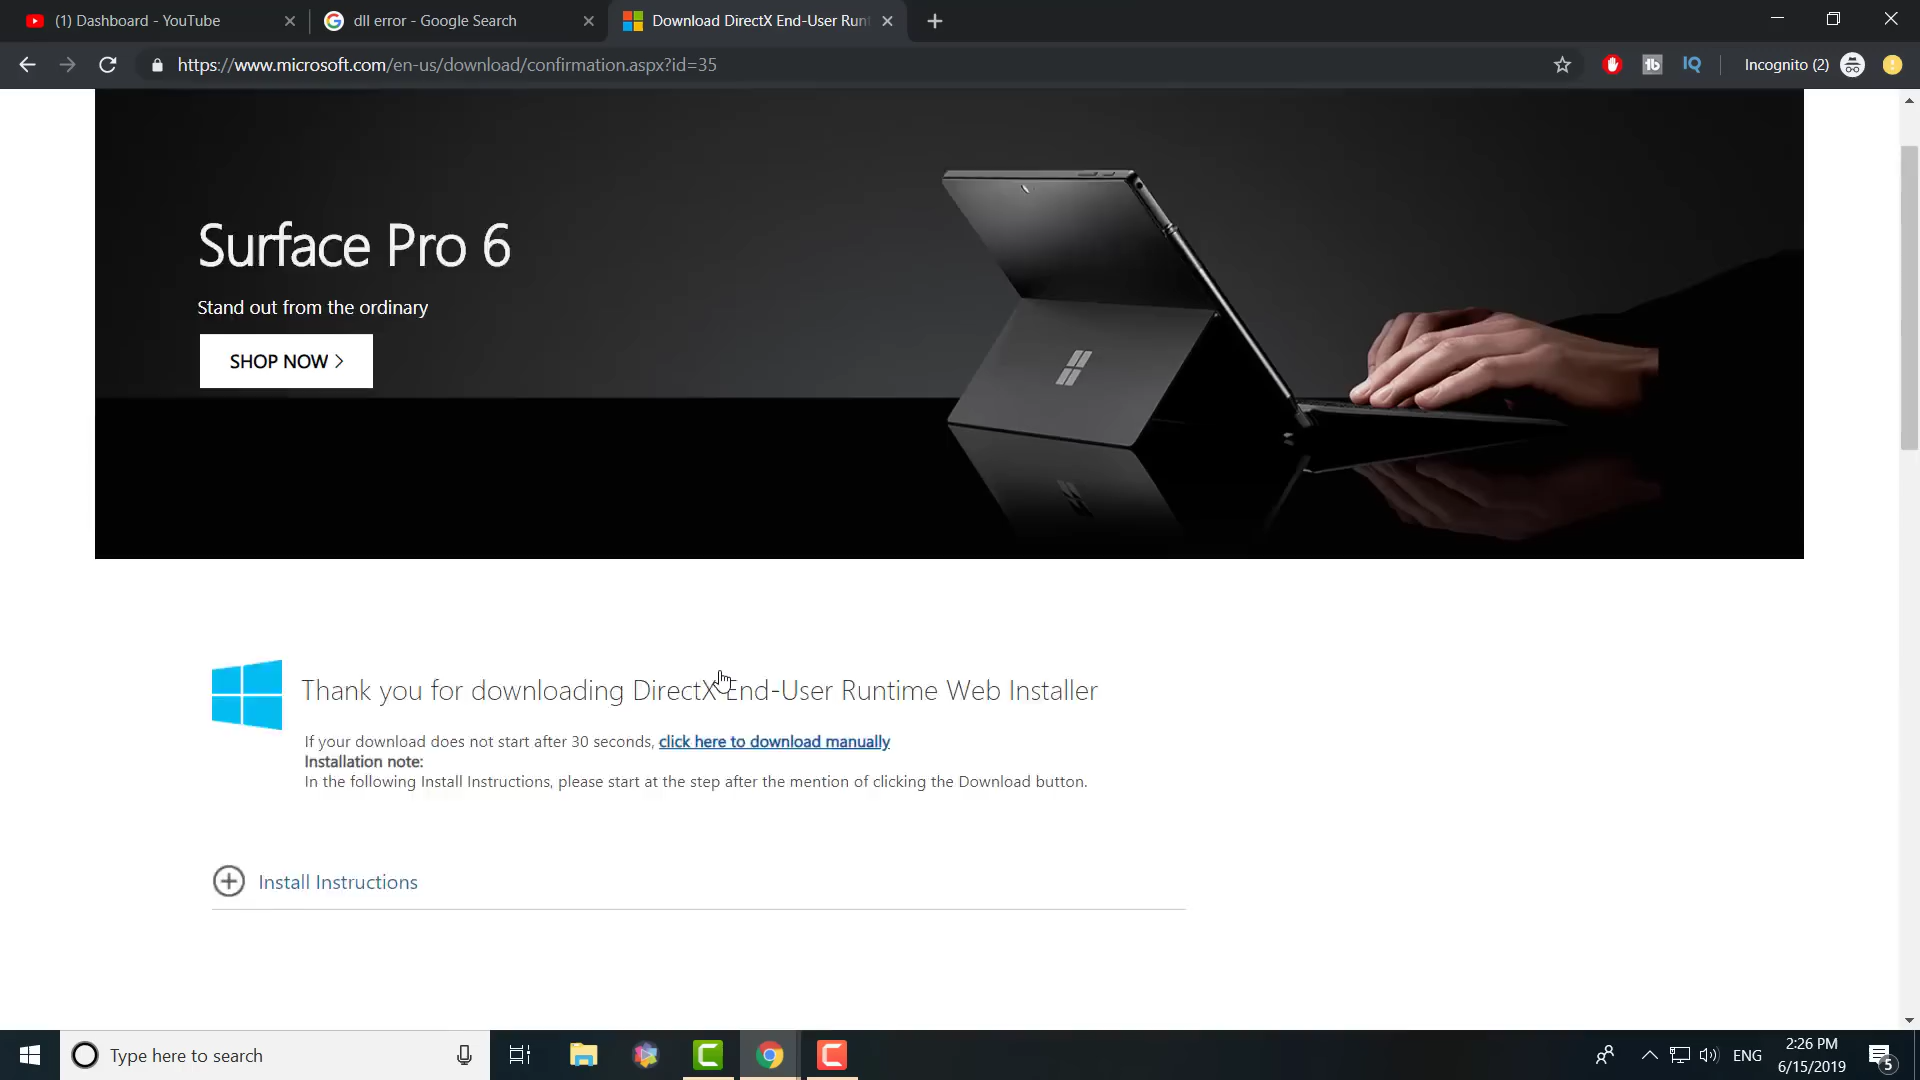 (1) Dashboard - YouTube
dll error - Google Search
Download DirectX End-User Run
https://www.microsoft.com/en-us/download/confirmation.aspx?id=35
tb
IQ
Incognito (2)
Surface Pro 6
Stand out from the ordinary
SHOP NOW
Thank you for downloading DirectX End-User Runtime Web Installer
If your download does not start after 30 seconds, click here to download manually
Installation note:
In the following Install Instructions, please start at the step after the mention of clicking the Download button.
Install Instructions
Type here to search
ENG
2:26 PM
6/15/2019
5